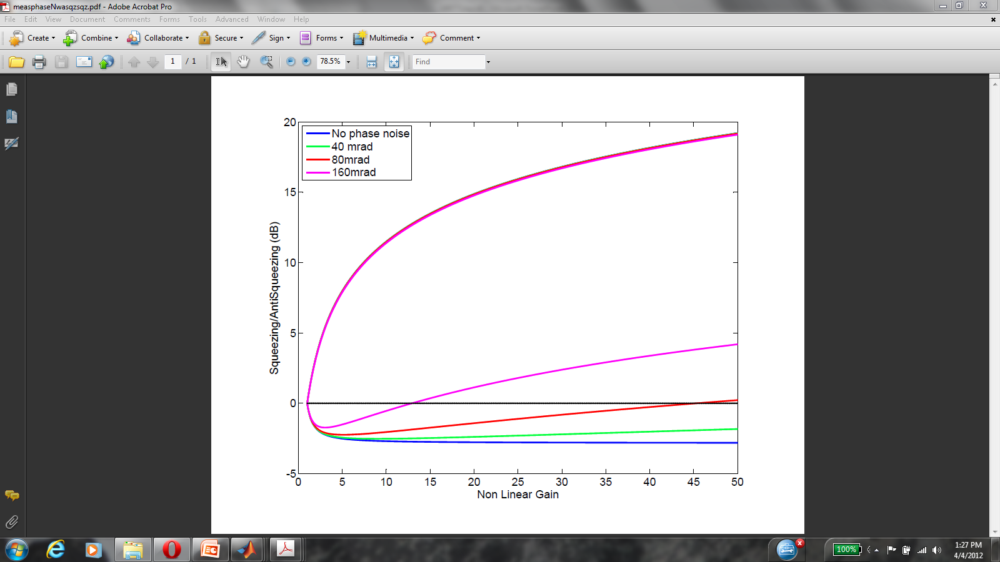 measphaseNwasqzsqz.pdf - Adobe Acrobat Pro
File Edit View Document Comments Forms Tools Advanced Window Help
Create Combine Collaborate Secure Sign Forms Multimedia Comment
1 / 1 78.5% Find
20
No phase noise
40 mrad
80mrad
160mrad
15
10
5
0
-5
Squeezing/AntiSqueezing (dB)
0 5 10 15 20 25 30 35 40 45 50
Non Linear Gain
100%
1:27 PM
4/4/2012